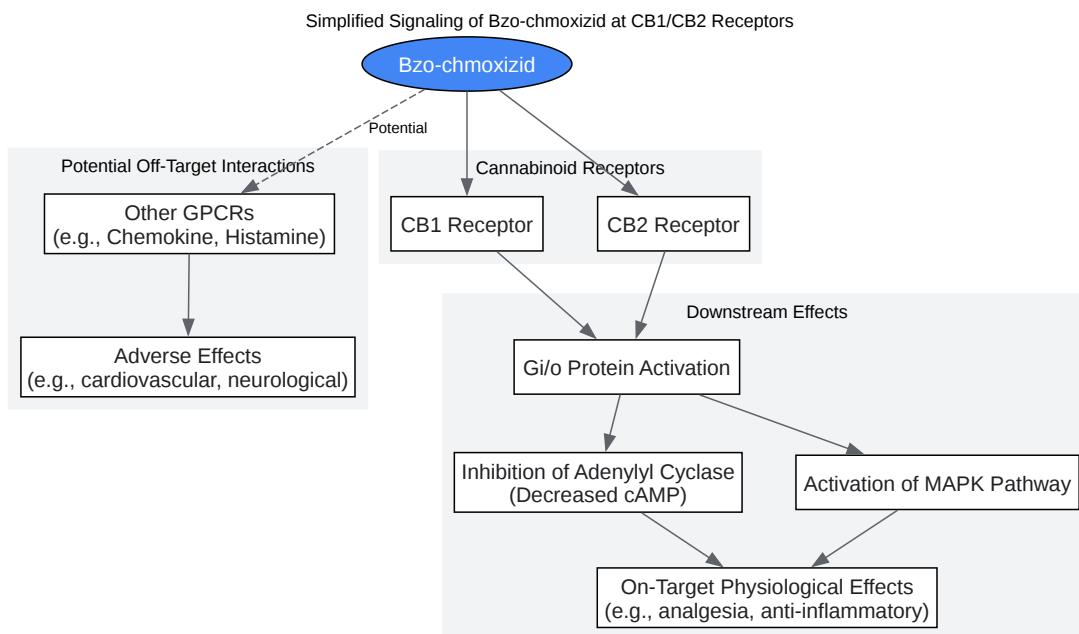 Simplified Signaling of Bzo-chmoxizid at CB1/CB2 Receptors
Bzo-chmoxizid
Potential
Potential Off-Target Interactions
Cannabinoid Receptors
Other GPCRs
(e.g., Chemokine, Histamine)
CB1 Receptor
CB2 Receptor
Downstream Effects
Adverse Effects
(e.g., cardiovascular, neurological)
Gi/o Protein Activation
Inhibition of Adenylyl Cyclase
(Decreased cAMP)
Activation of MAPK Pathway
On-Target Physiological Effects
(e.g., analgesia, anti-inflammatory)